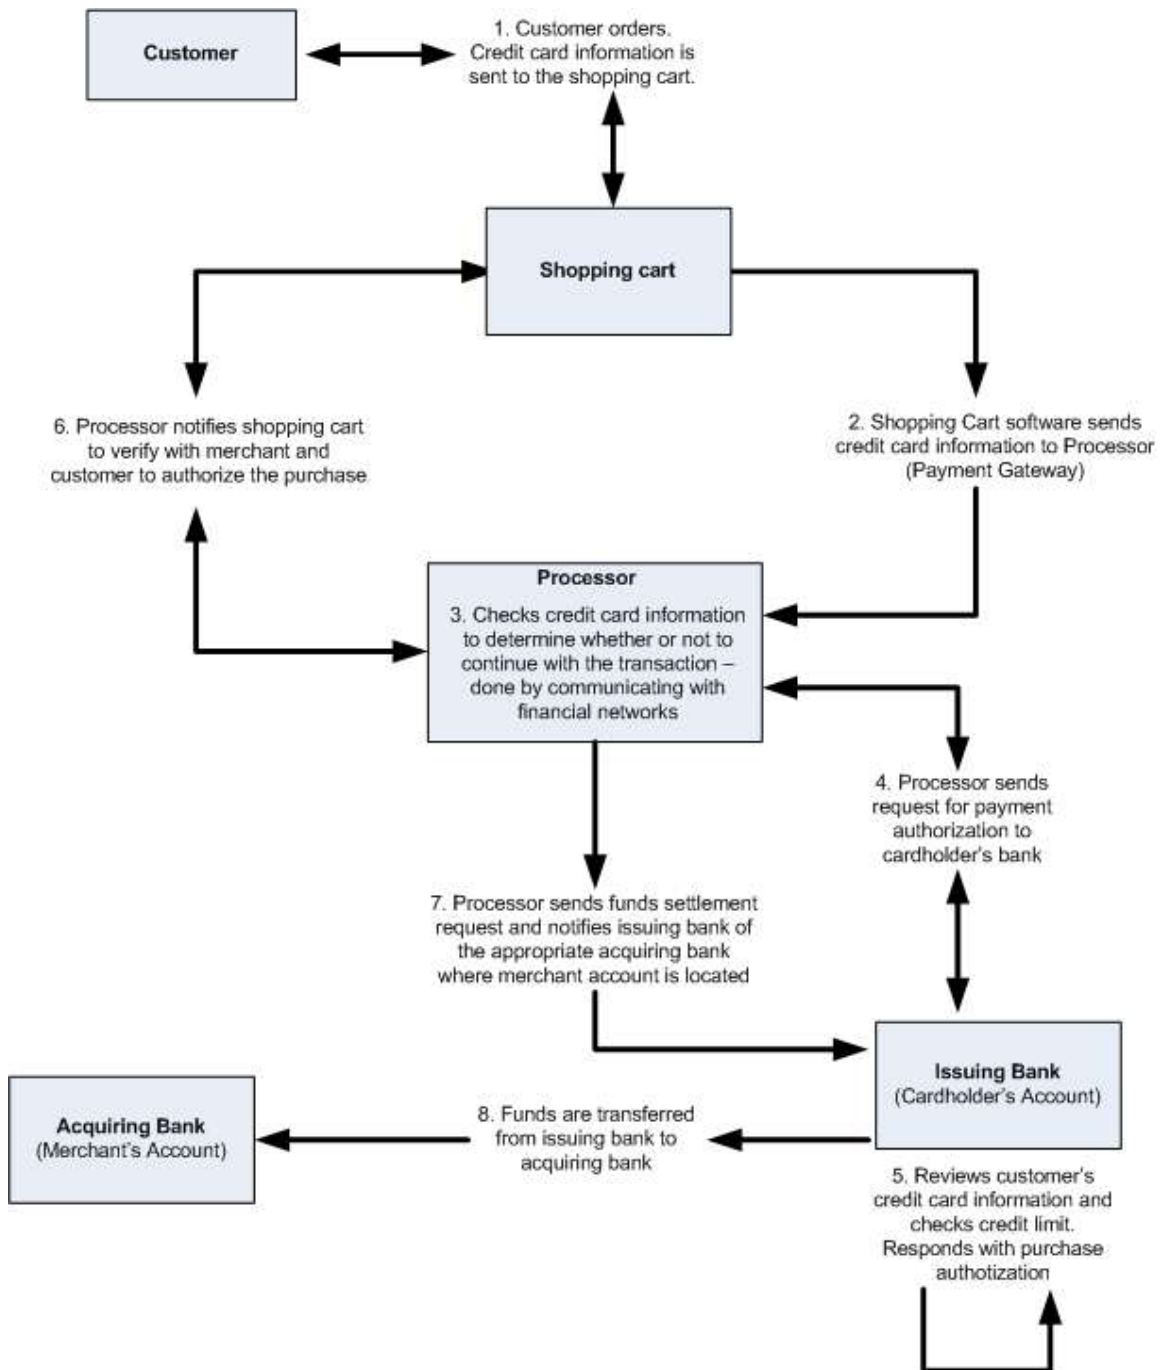 Customer
1. Customer orders.
Credit card information is
sent to the shopping cart.
Shopping cart
6. Processor notifies shopping cart
to verify with merchant and
customer to authorize the purchase
2. Shopping Cart software sends
credit card information to Processor
(Payment Gateway)
Processor
3. Checks credit card information
to determine whether or not to
continue with the transaction –
done by communicating with
financial networks
4. Processor sends
request for payment
authorization to
cardholder's bank
7. Processor sends funds settlement
request and notifies issuing bank of
the appropriate acquiring bank
where merchant account is located
Issuing Bank
(Cardholder's Account)
Acquiring Bank
(Merchant's Account)
8. Funds are transferred
from issuing bank to
acquiring bank
5. Reviews customer's
credit card information and
checks credit limit.
Responds with purchase
authotization